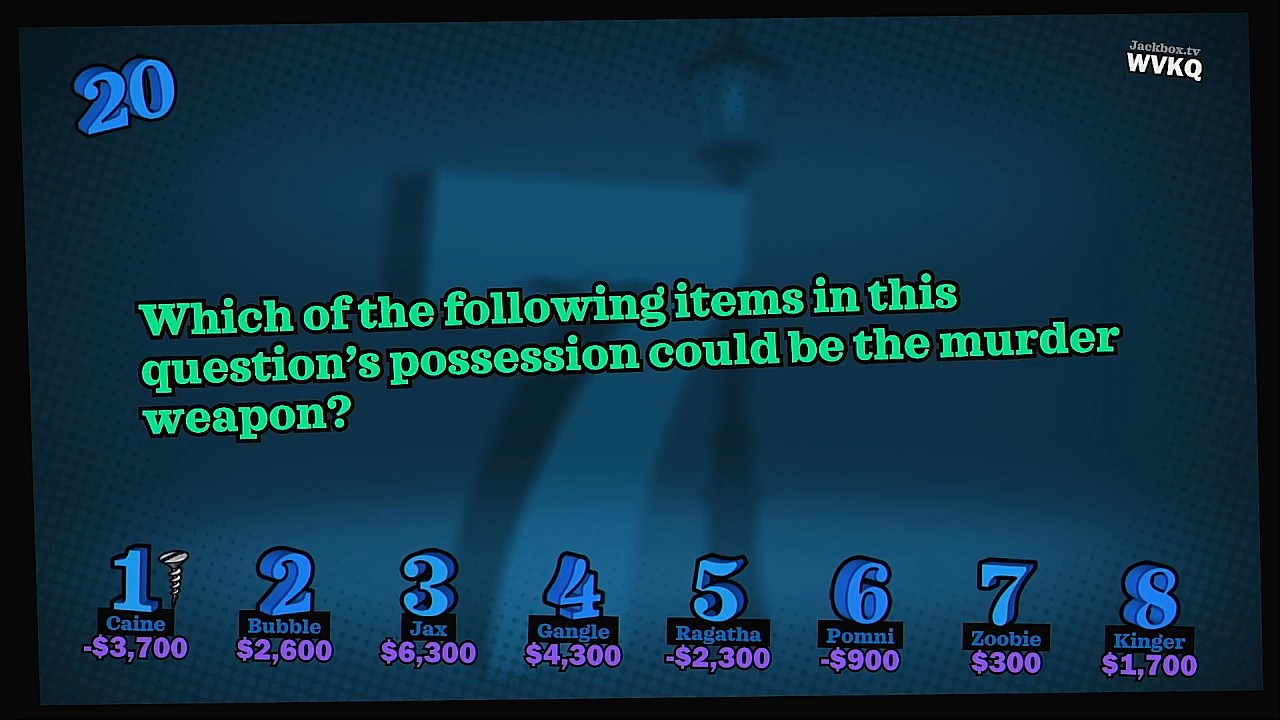 20
Jackbox.tv
WVKQ
Which of the following items in this
question's possession could be the murder
weapon?
1 2 3 4 5 6 7 8
Caine Bubble Jax Gangle Ragatha Pomni Zoobie Kinger
-$3,700 $2,600 $6,300 $4,300 -$2,300 -$900 $300 $1,700